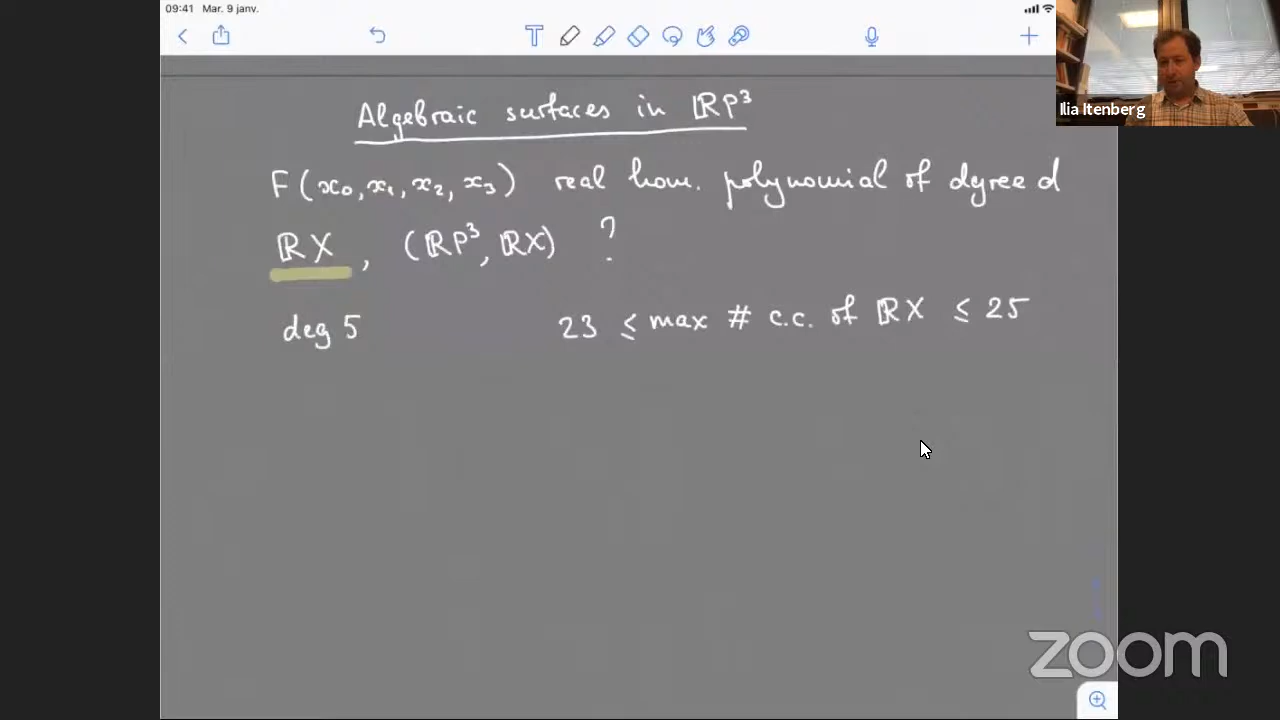 09:41 Mar. 9 janv.
Algebraic surfaces in ℝP³
F(x₀,x₁,x₂,x₃) real hom. polynomial of dgree d
ℝX, (ℝP³, ℝX) ?
deg 5 23 ≤ max # c.c. of ℝX ≤ 25
Ilia Itenberg
zoom